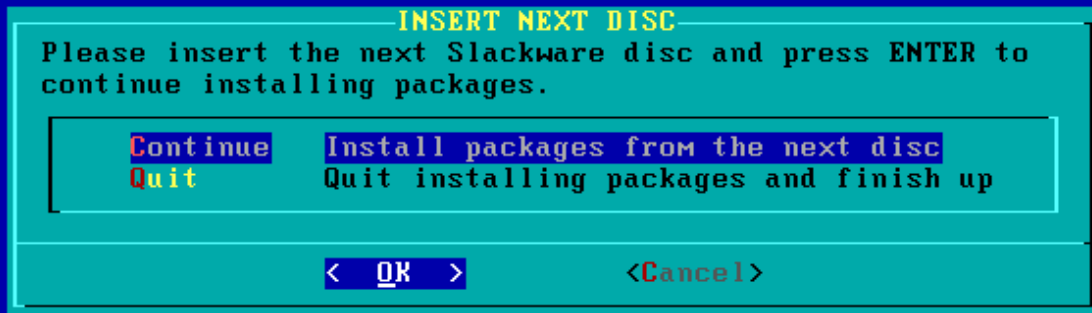 INSERT NEXT DISC
Please insert the next Slackware disc and press ENTER to
continue installing packages.
Continue Install packages from the next disc
Quit Quit installing packages and finish up
< OK > <Cancel>